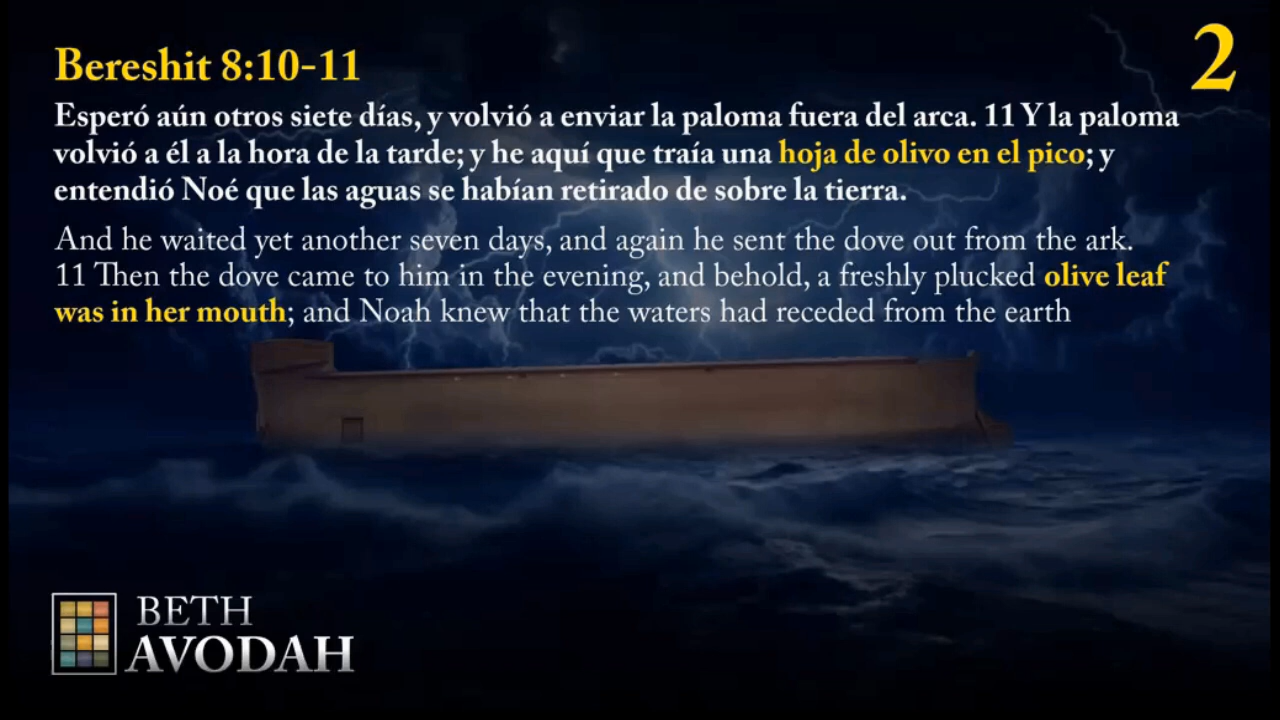 Bereshit 8:10-11
2
Esperó aún otros siete días, y volvió a enviar la paloma fuera del arca. 11 Y la paloma
volvió a él a la hora de la tarde; y he aquí que traía una hoja de olivo en el pico; y
entendió Noé que las aguas se habían retirado de sobre la tierra.
And he waited yet another seven days, and again he sent the dove out from the ark.
11 Then the dove came to him in the evening, and behold, a freshly plucked olive leaf
was in her mouth; and Noah knew that the waters had receded from the earth
BETH
AVODAH